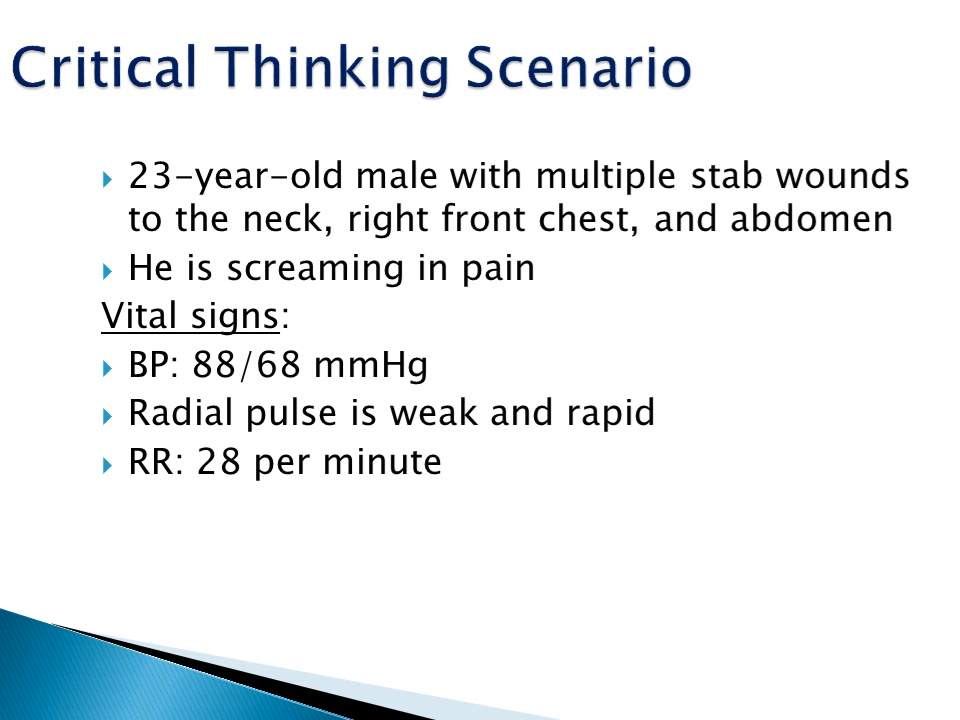 Critical Thinking Scenario
23-year-old male with multiple stab wounds
to the neck, right front chest, and abdomen
He is screaming in pain
Vital signs:
BP: 88/68 mmHg
Radial pulse is weak and rapid
RR: 28 per minute